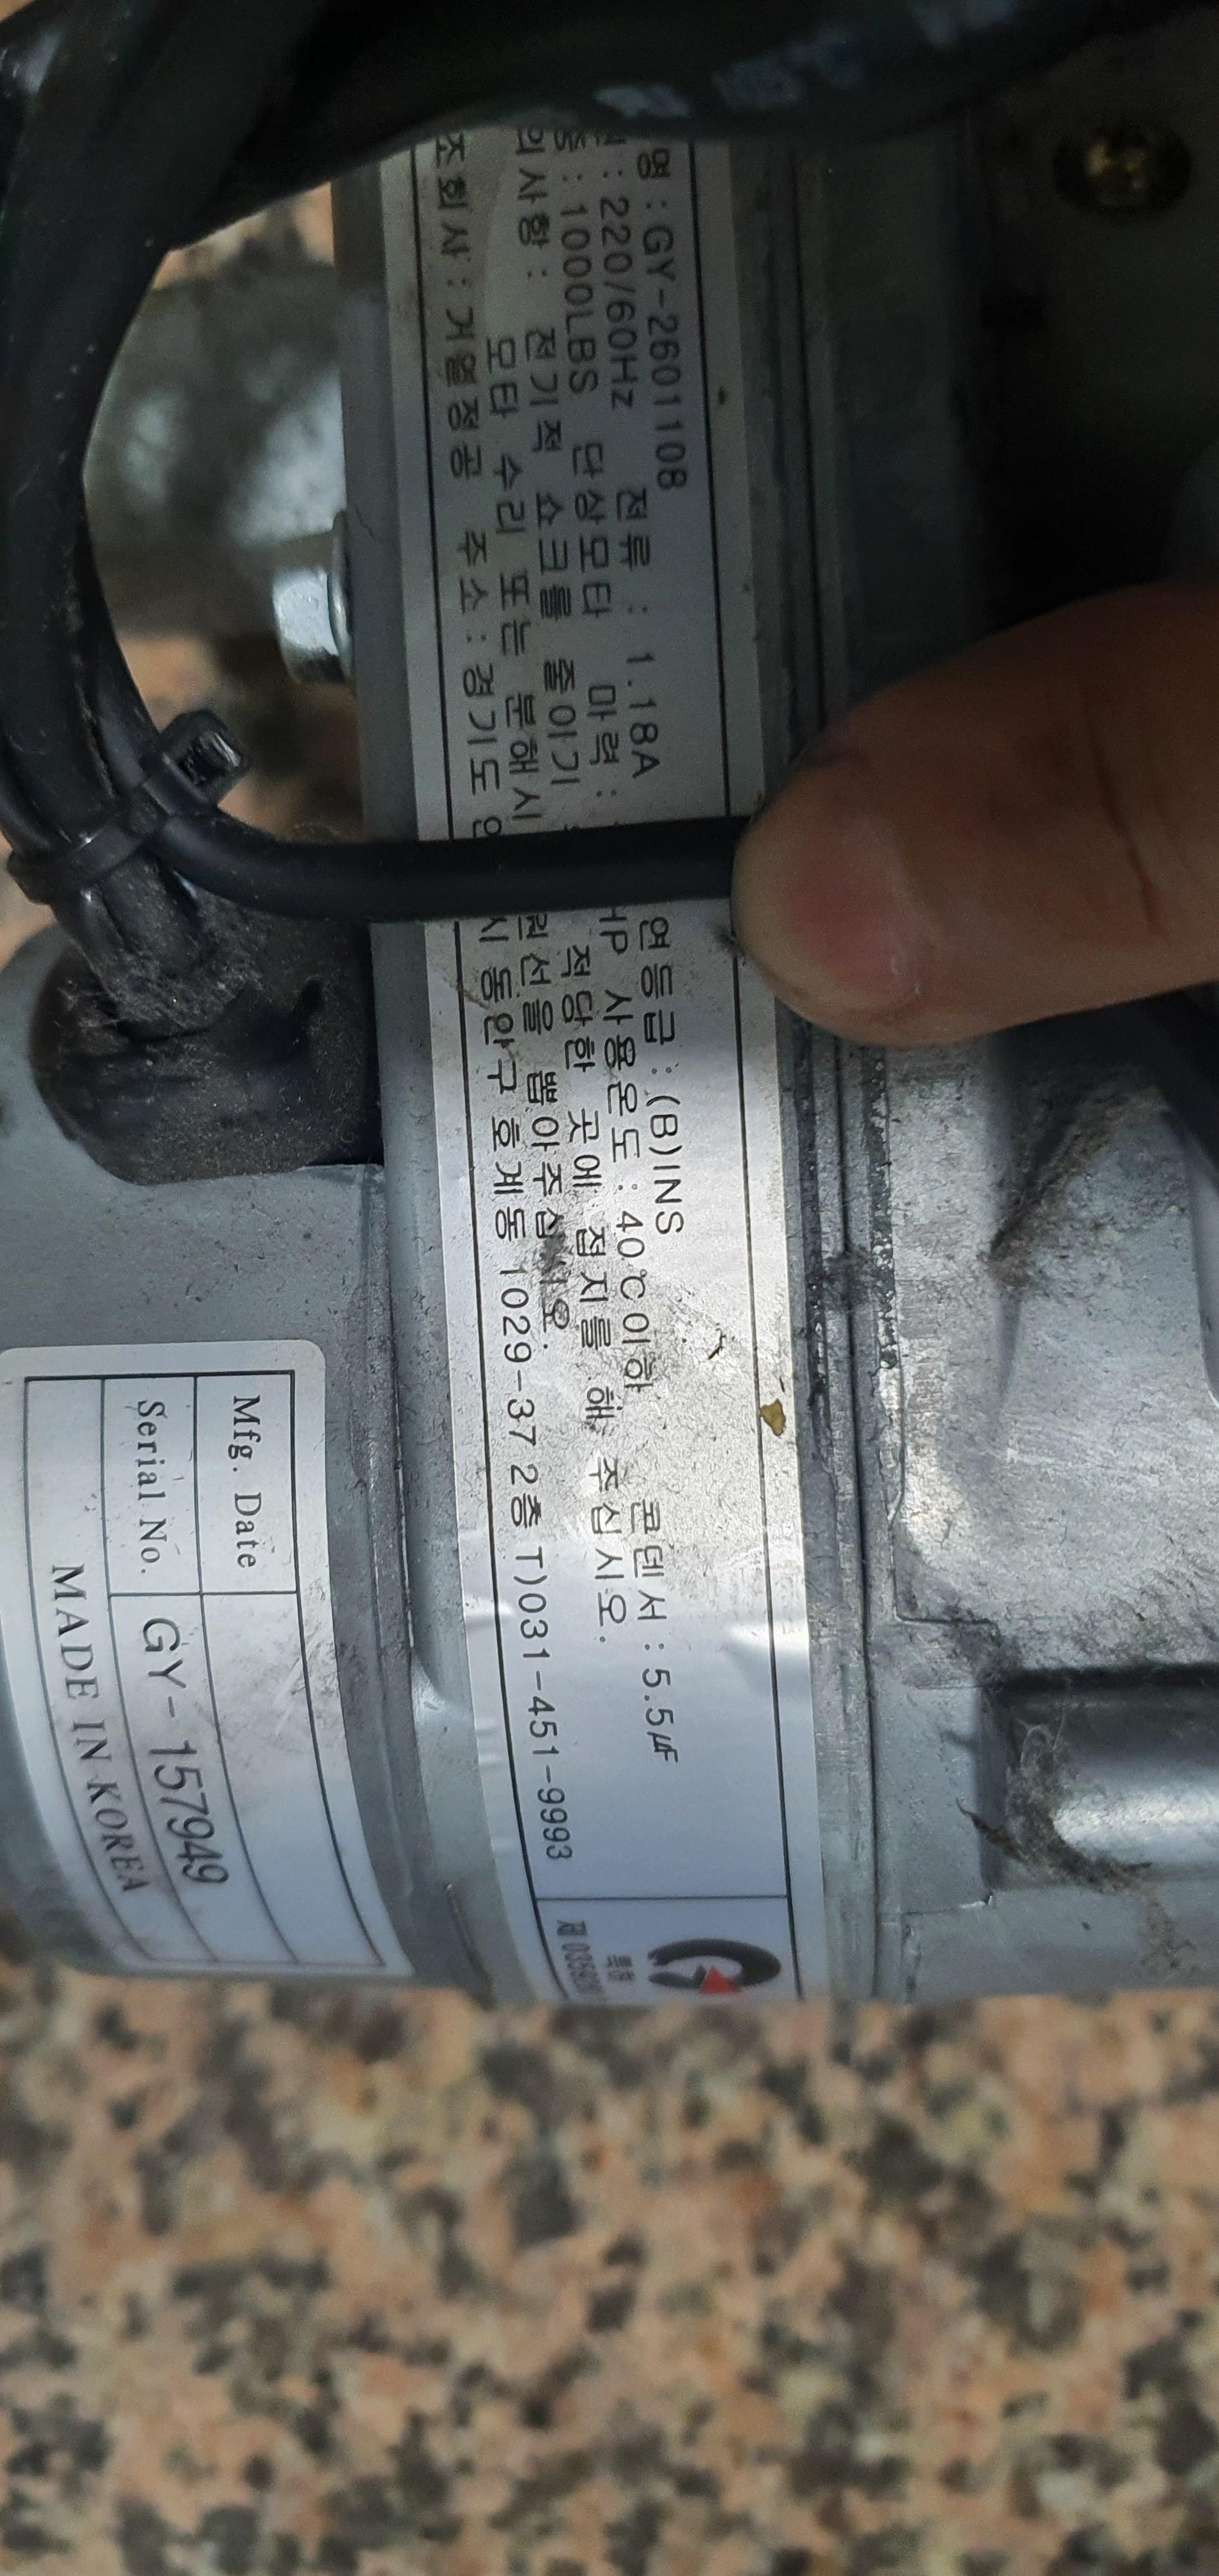 명 : GY-2601108 전류 : 1.18A 연등급 : (B)INS 콘덴서 : 5.5㎌
: 220/60Hz 단상모타 마력 : HP 사용온도 : 40℃이하
: 1000LBS
의사항 : 전기적 쇼크를 줄이기 적당한 곳에 접지를 해 주십시오.
모타 수리 또는 분해시 선을 뽑아주십시오.
조회사 : 거열정공 주소 : 경기도 시 동안구 호계동 1029-37 2층 T)031-451-9993
특허
제
Mfg. Date
Serial No. GY-157949
MADE IN KOREA